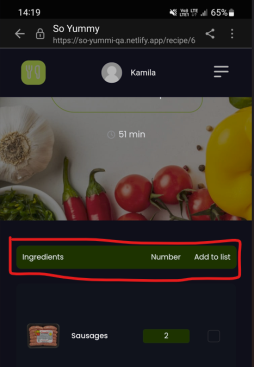 14:19
65%
So Yummy
https://so-yummi-qa.netlify.app/recipe/6
Kamila
51 min
Ingredients Number Add to list
Sausages 2